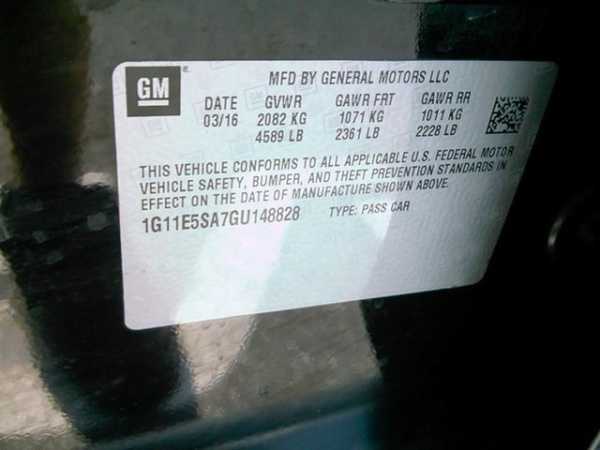 GM
MFD BY GENERAL MOTORS LLC
DATE GVWR GAWR FRT GAWR RR
03/16 2082 KG 1071 KG 1011 KG
4589 LB 2361 LB 2228 LB
THIS VEHICLE CONFORMS TO ALL APPLICABLE U.S. FEDERAL MOTOR
VEHICLE SAFETY, BUMPER, AND THEFT PREVENTION STANDARDS IN
EFFECT ON THE DATE OF MANUFACTURE SHOWN ABOVE.
1G11E5SA7GU148828 TYPE: PASS CAR